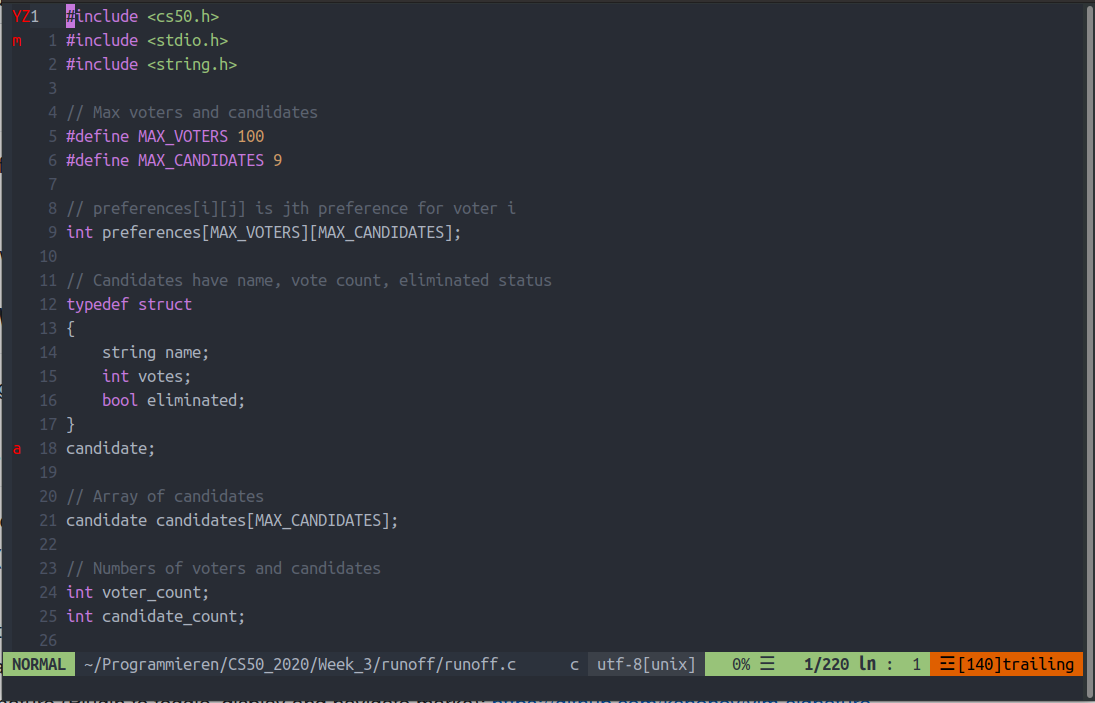 YZ1 #include <cs50.h>
m 1 #include <stdio.h>
2 #include <string.h>
3
4 // Max voters and candidates
5 #define MAX_VOTERS 100
6 #define MAX_CANDIDATES 9
7
8 // preferences[i][j] is jth preference for voter i
9 int preferences[MAX_VOTERS][MAX_CANDIDATES];
10
11 // Candidates have name, vote count, eliminated status
12 typedef struct
13 {
14     string name;
15     int votes;
16     bool eliminated;
17 }
a 18 candidate;
19
20 // Array of candidates
21 candidate candidates[MAX_CANDIDATES];
22
23 // Numbers of voters and candidates
24 int voter_count;
25 int candidate_count;
26
NORMAL ~/Programmieren/CS50_2020/Week_3/runoff/runoff.c c utf-8[unix] 0% ☰ 1/220 ln : 1 ☲[140]trailing